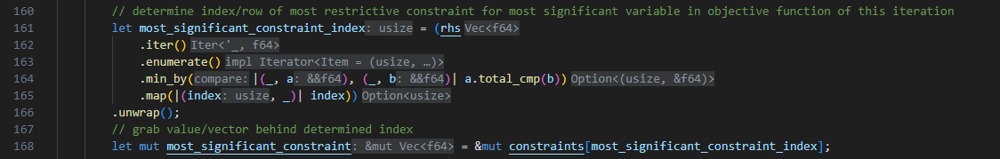 160 // determine index/row of most restrictive constraint for most significant variable in objective function of this iteration
161 let most_significant_constraint_index: usize = (rhs Vec<f64>
162 .iter() Iter<'_, f64>
163 .enumerate() impl Iterator<Item = (usize, …)>
164 .min_by(compare: |(_, a: &&f64), (_, b: &&f64)| a.total_cmp(b)) Option<(usize, &f64)>
165 .map(|(index: usize, _)| index)) Option<usize>
166 .unwrap();
167 // grab value/vector behind determined index
168 let mut most_significant_constraint: &mut Vec<f64> = &mut constraints[most_significant_constraint_index];